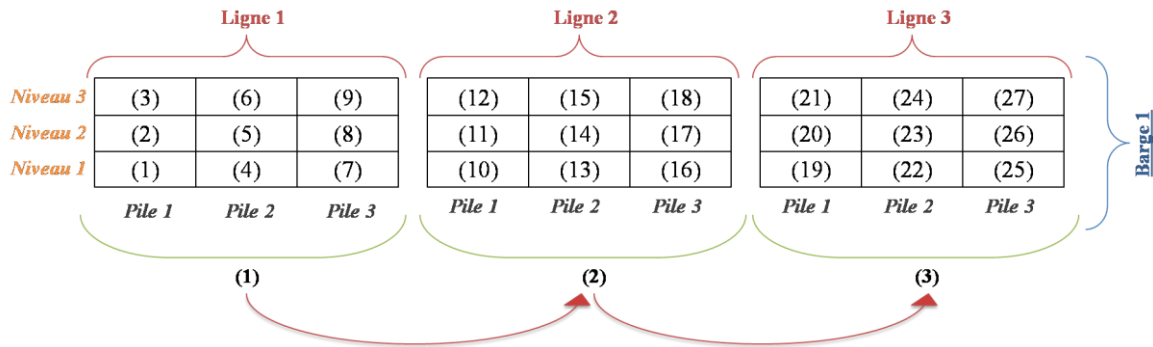 Ligne 1 Ligne 2 Ligne 3
Niveau 3 (3) (6) (9) (12) (15) (18) (21) (24) (27)
Niveau 2 (2) (5) (8) (11) (14) (17) (20) (23) (26)
Niveau 1 (1) (4) (7) (10) (13) (16) (19) (22) (25)
Pile 1 Pile 2 Pile 3 Pile 1 Pile 2 Pile 3 Pile 1 Pile 2 Pile 3
(1) (2) (3)
Barge 1